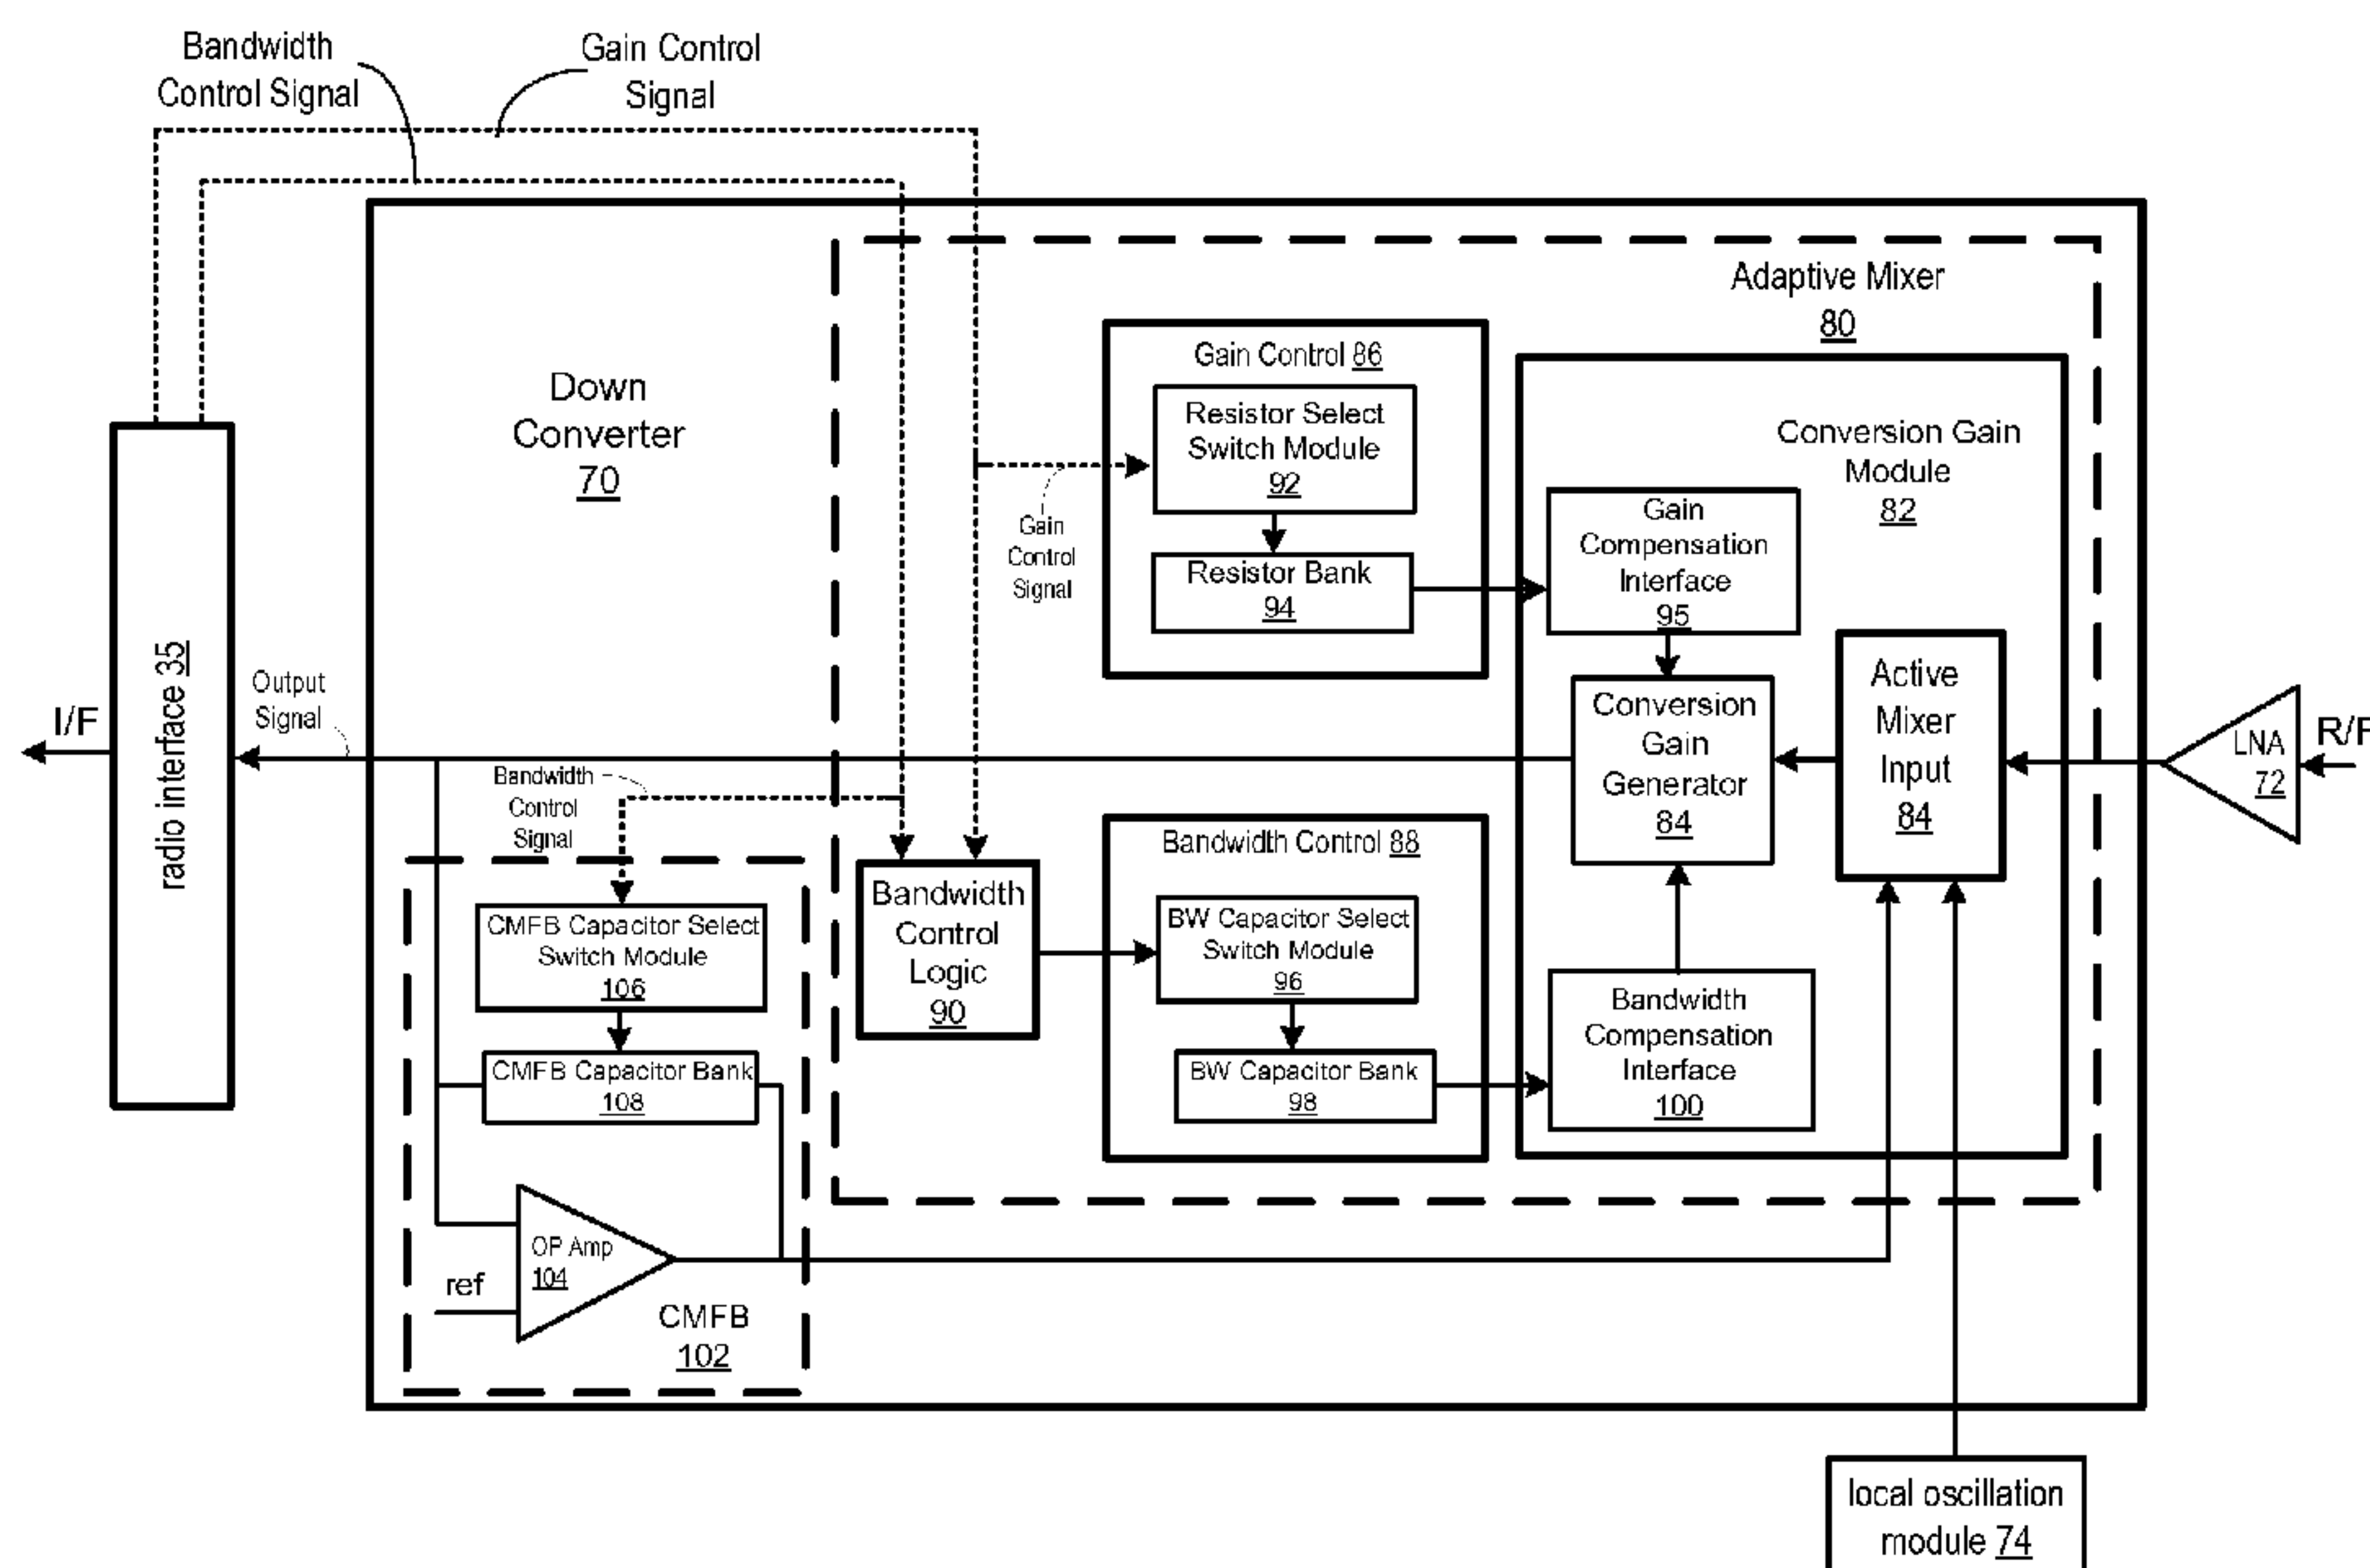 Bandwidth
Control Signal
Gain Control
Signal
Adaptive Mixer
80
Down
Converter
70
Gain Control 86
Resistor Select
Switch Module
92
Gain
Control
Signal
Resistor Bank
94
Conversion Gain
Module
82
Gain
Compensation
Interface
95
radio interface 35
I/F
Output
Signal
Conversion
Gain
Generator
84
Active
Mixer
Input
84
LNA
72
R/F
Bandwidth
Control
Signal
Bandwidth
Control
Logic
90
Bandwidth Control 88
BW Capacitor Select
Switch Module
96
BW Capacitor Bank
98
Bandwidth
Compensation
Interface
100
CMFB Capacitor Select
Switch Module
106
CMFB Capacitor Bank
108
OP Amp
104
ref
CMFB
102
local oscillation
module 74